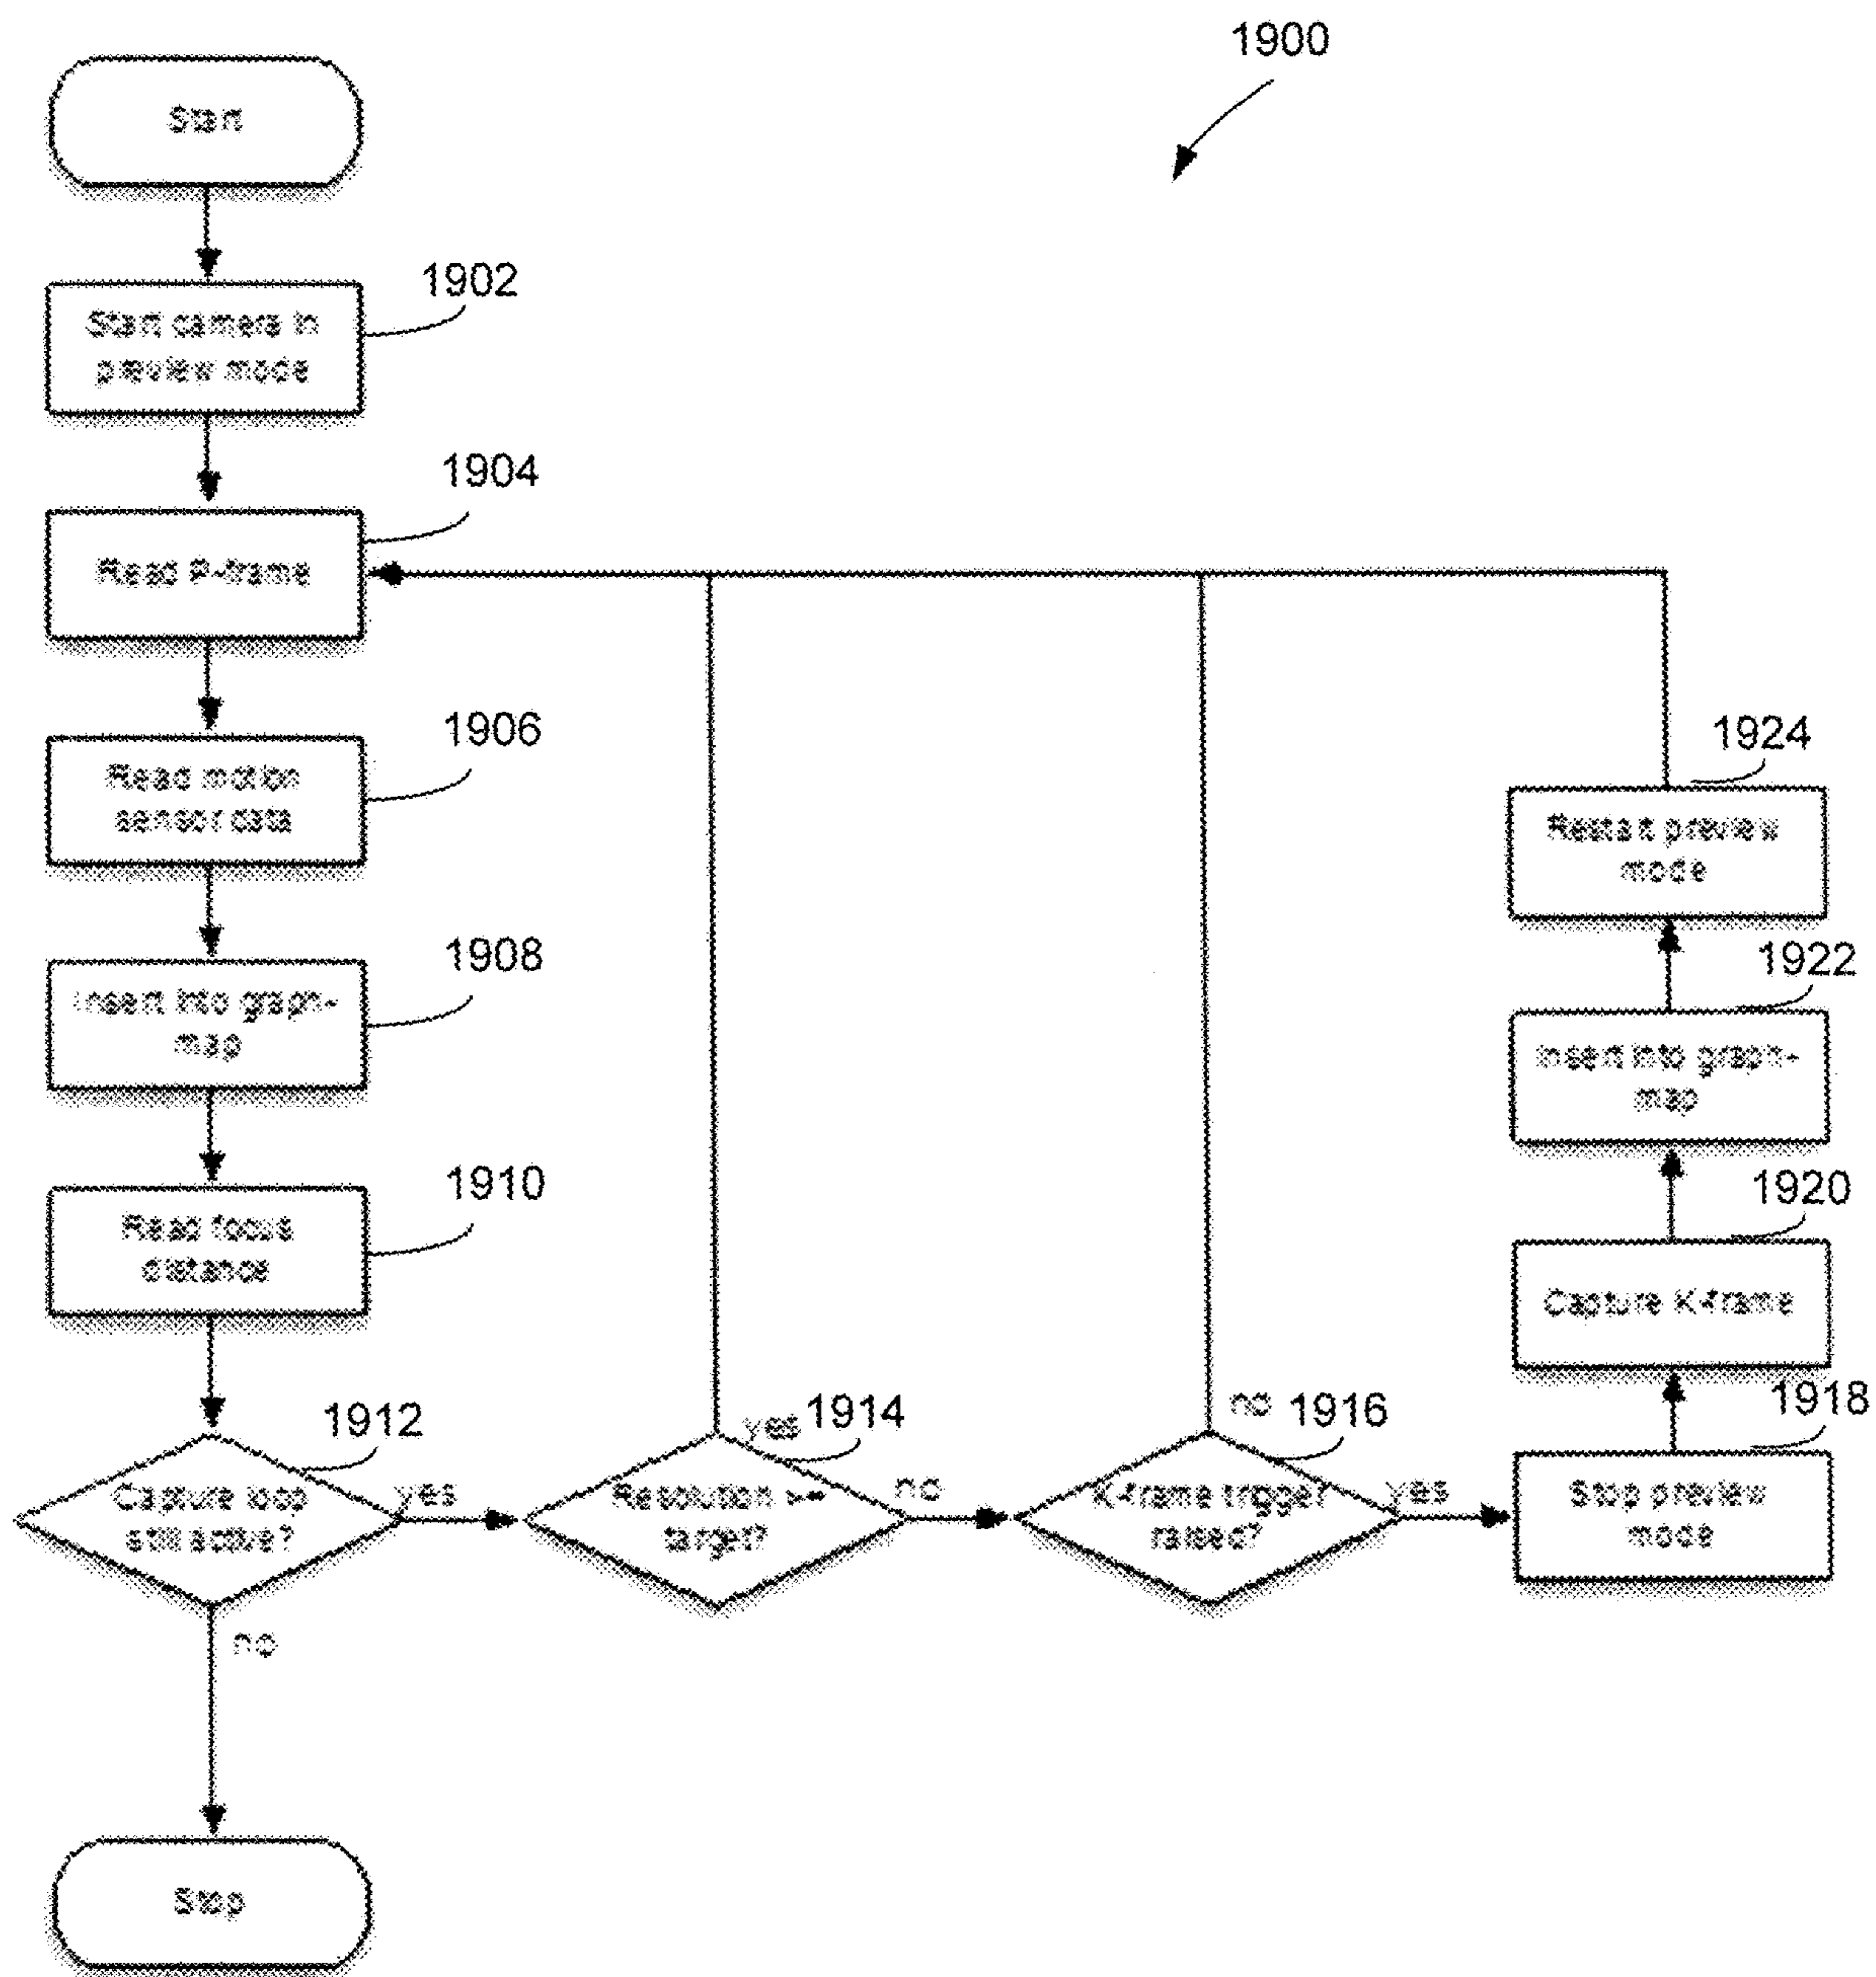 1900
Start
1902
Start camera in
preview mode
1904
Read P-frame
1906
Read motion
sensor data
1908
Insert into graph-
map
1910
Read focus
distance
1912
Capture loop
still active?
yes
no
Stop
1914
yes
Resolution >=
target?
no
1916
no
K-frame trigger
raised?
yes
1918
Stop preview
mode
1920
Capture K-frame
1922
Insert into graph-
map
1924
Restart preview
mode